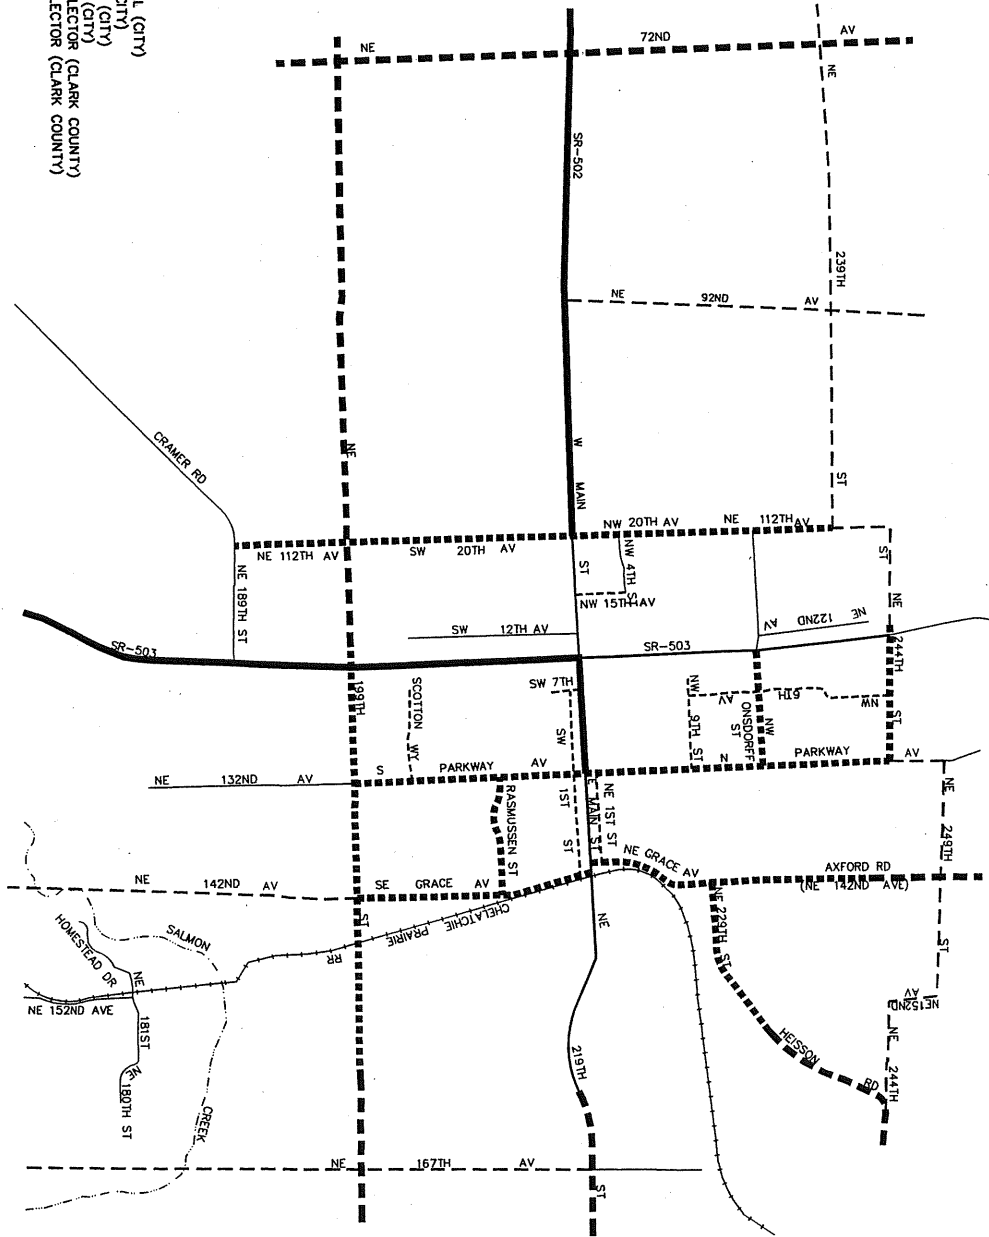 L (CITY)
(CITY)
(CITY)
(CITY)
LECTOR (CLARK COUNTY)
LECTOR (CLARK COUNTY)
NE 72ND AV
NE 239TH ST
SR-502
NE 92ND AV
CRAMER RD
NE
W MAIN ST
NW 20TH AV
NE 112TH AV
NE 112TH AV
SW 20TH AV
NE 189TH ST
NW 4TH ST
NW 15TH AV
SW 12TH AV
NE 122ND AV
SR-503
SR-503
NE 244TH ST
ST
199TH ST
SCOTTON WY
SW 7TH
SW 1ST ST
NW 9TH ST
NW 6TH AV
NW
ONSDORFF ST
NW
N PARKWAY AV
S PARKWAY AV
NE 132ND AV
RASMUSSEN ST
E MAIN ST
NE 1ST ST
NE GRACE AV
NE 249TH ST
AXFORD RD
(NE 142ND AVE)
NE 142ND AV
SE GRACE AV
NE 229TH ST
CHELATCHIE PRAIRIE RR
SALMON CREEK
HOMESTEAD DR
NE 152ND AVE
NE 181ST
NE 180TH ST
NE 219TH ST
HEISSON RD
NE 152ND AV
NE 244TH
NE 167TH AV